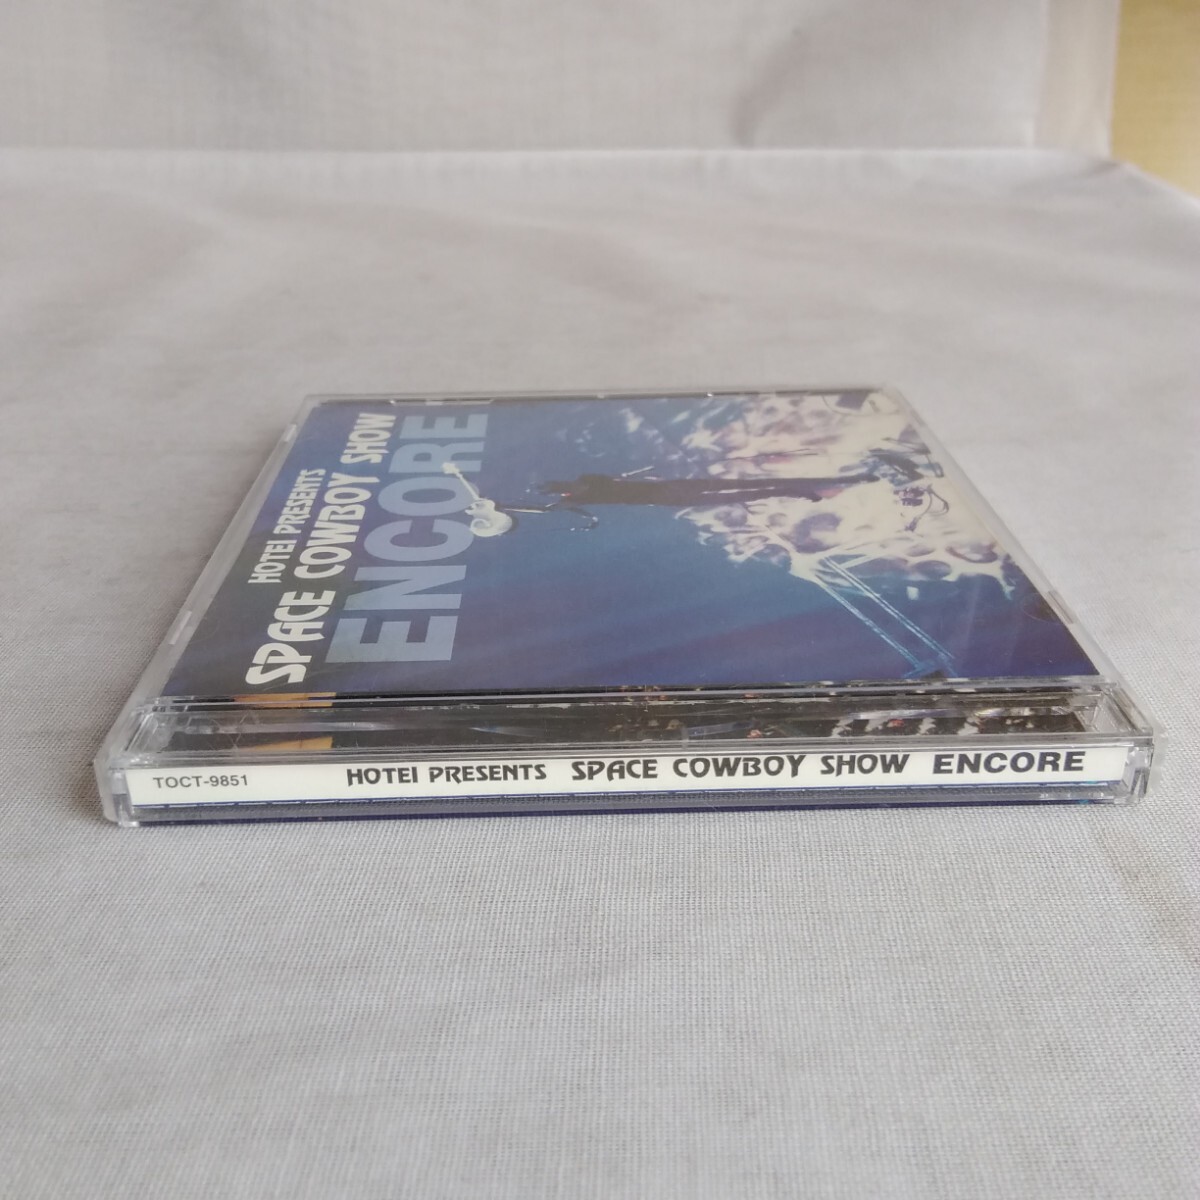 HOTEI PRESENTS
SPACE COWBOY SHOW
ENCORE
TOCT-9851 HOTEI PRESENTS SPACE COWBOY SHOW ENCORE